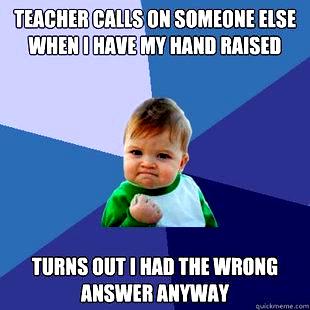 TEACHER CALLS ON SOMEONE ELSE
WHEN I HAVE MY HAND RAISED
TURNS OUT I HAD THE WRONG
ANSWER ANYWAY
quickmeme.com